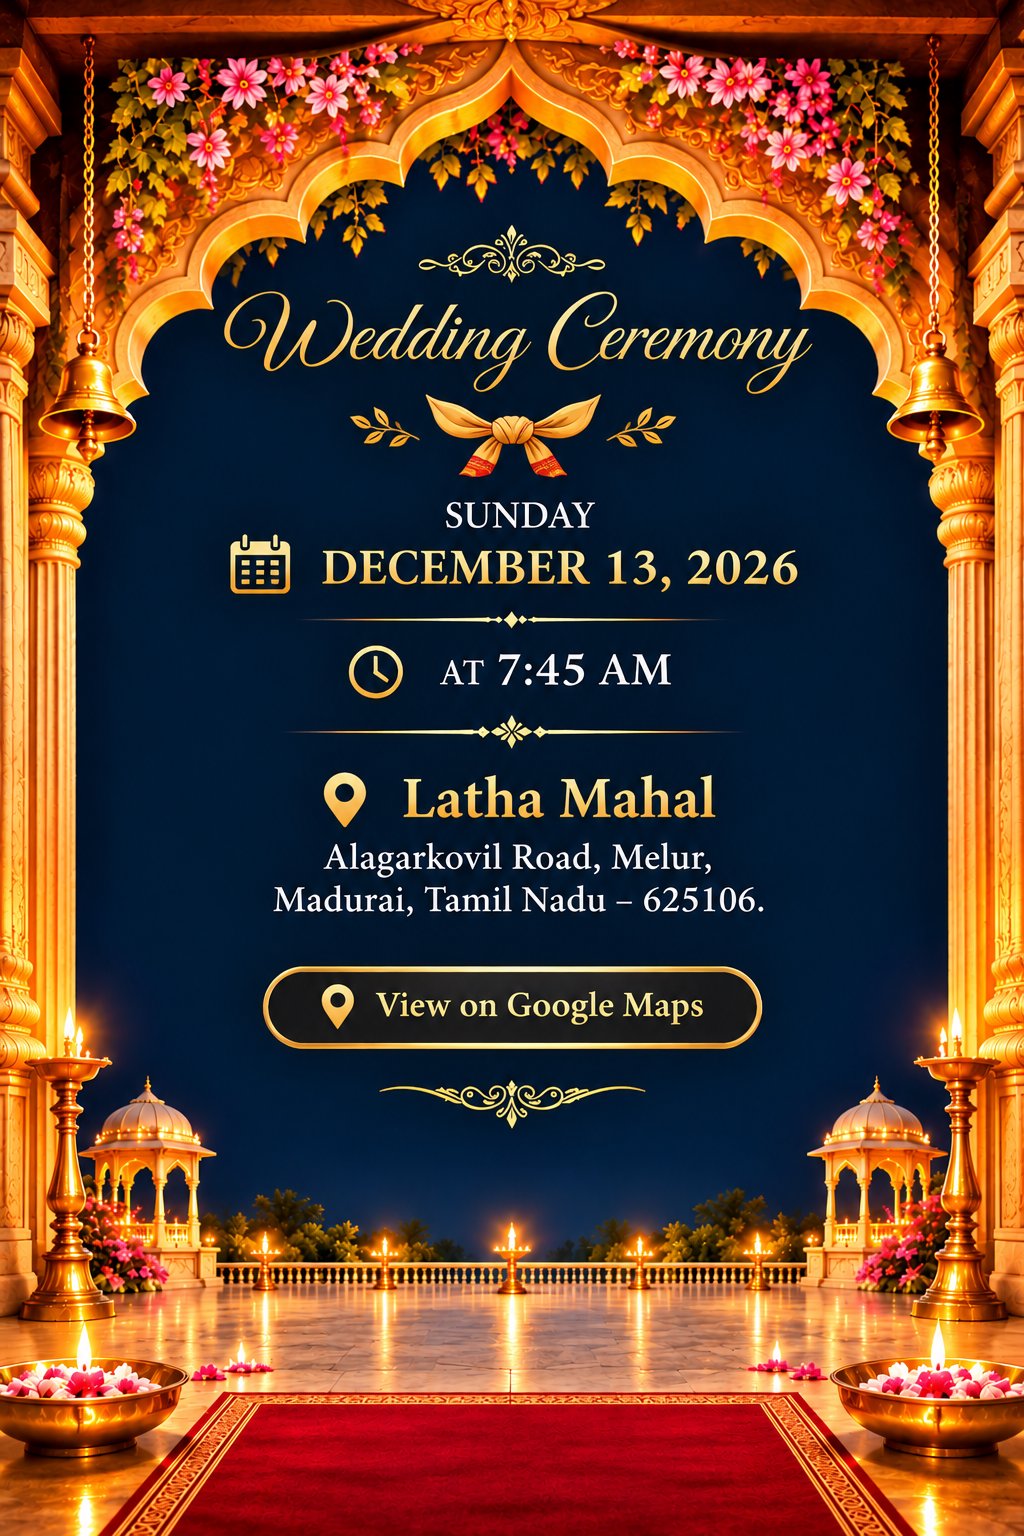 Wedding Ceremony
SUNDAY
DECEMBER 13, 2026
AT 7:45 AM
Latha Mahal
Alagarkovil Road, Melur,
Madurai, Tamil Nadu – 625106.
View on Google Maps